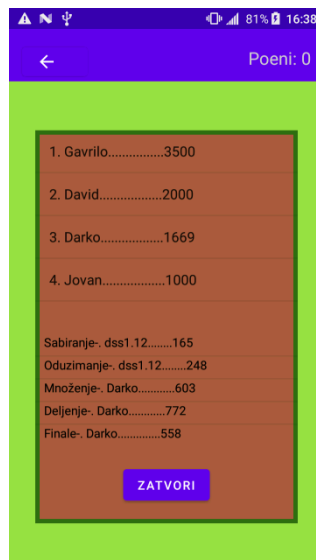 81% 16:38
Poeni: 0
1. Gavrilo................3500
2. David..................2000
3. Darko..................1669
4. Jovan..................1000
Sabiranje-. dss1.12........165
Oduzimanje-. dss1.12........248
Množenje-. Darko............603
Deljenje-. Darko............772
Finale-. Darko..............558
ZATVORI